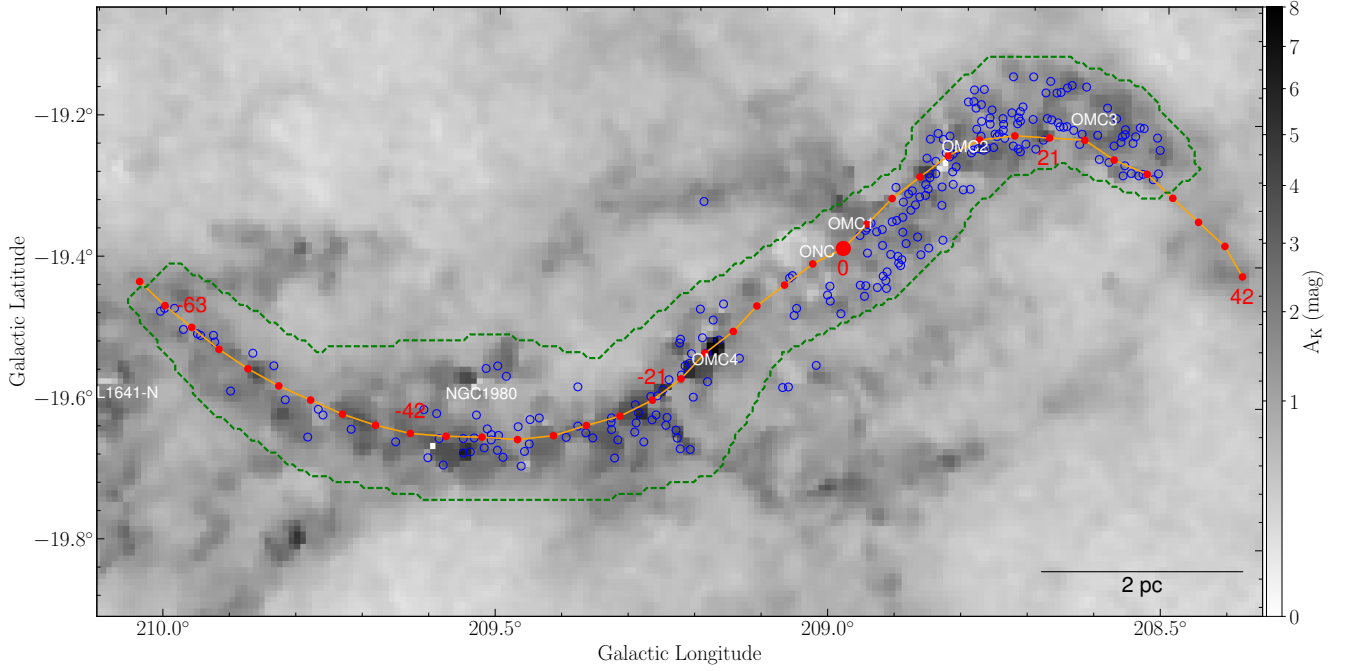 8
7
6
5
4
3
2
1
0
A_K (mag)
−19.2°
−19.4°
−19.6°
−19.8°
Galactic Latitude
OMC3
OMC2
21
OMC1
ONC
0
42
-63
OMC4
-21
L1641-N
NGC1980
-42
2 pc
210.0°
209.5°
209.0°
208.5°
Galactic Longitude